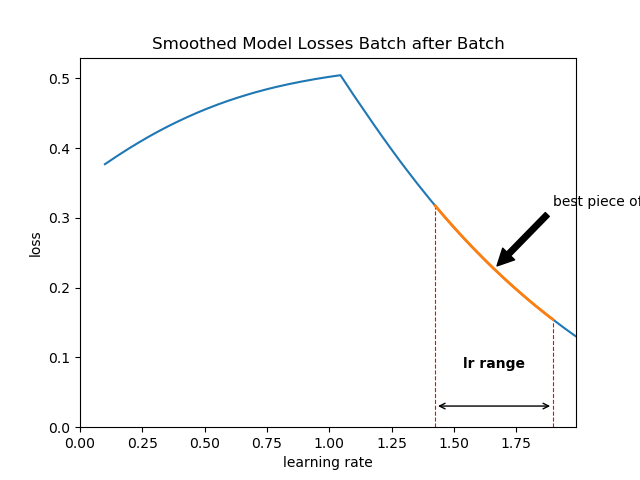 Smoothed Model Losses Batch after Batch
0.5
0.4
0.3
0.2
0.1
0.0
loss
best piece of
lr range
0.00 0.25 0.50 0.75 1.00 1.25 1.50 1.75
learning rate